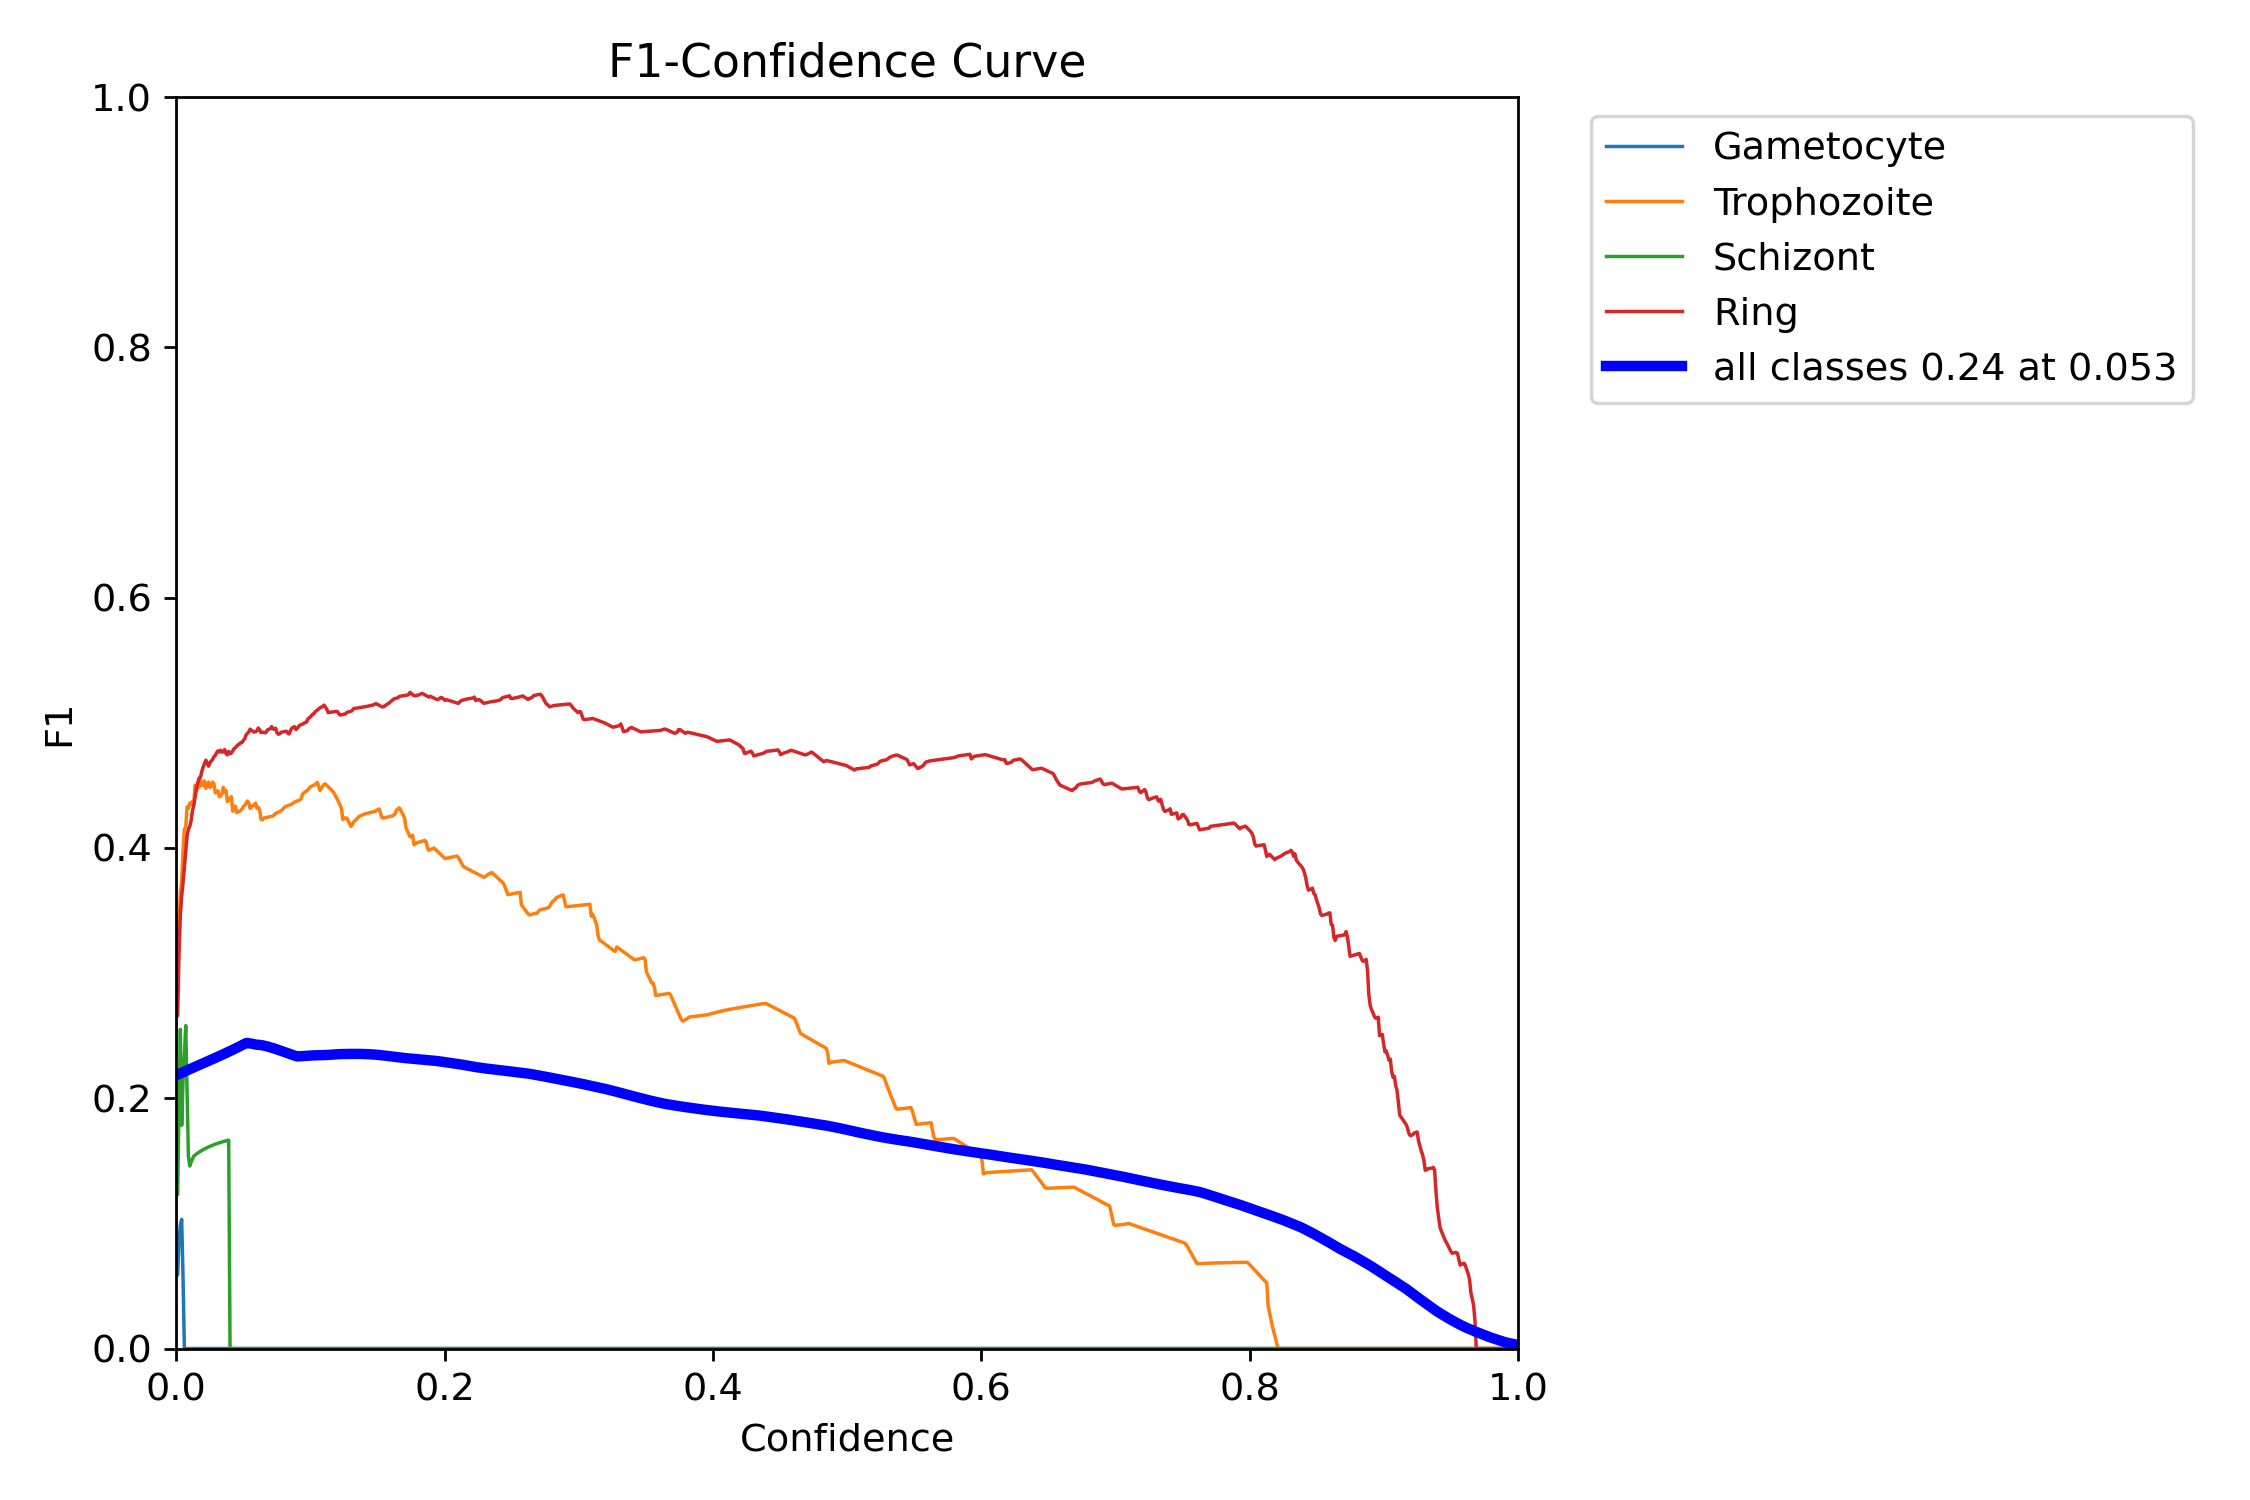 F1-Confidence Curve
1.0
0.8
0.6
0.4
0.2
0.0
F1
0.0 0.2 0.4 0.6 0.8 1.0
Confidence
Gametocyte
Trophozoite
Schizont
Ring
all classes 0.24 at 0.053